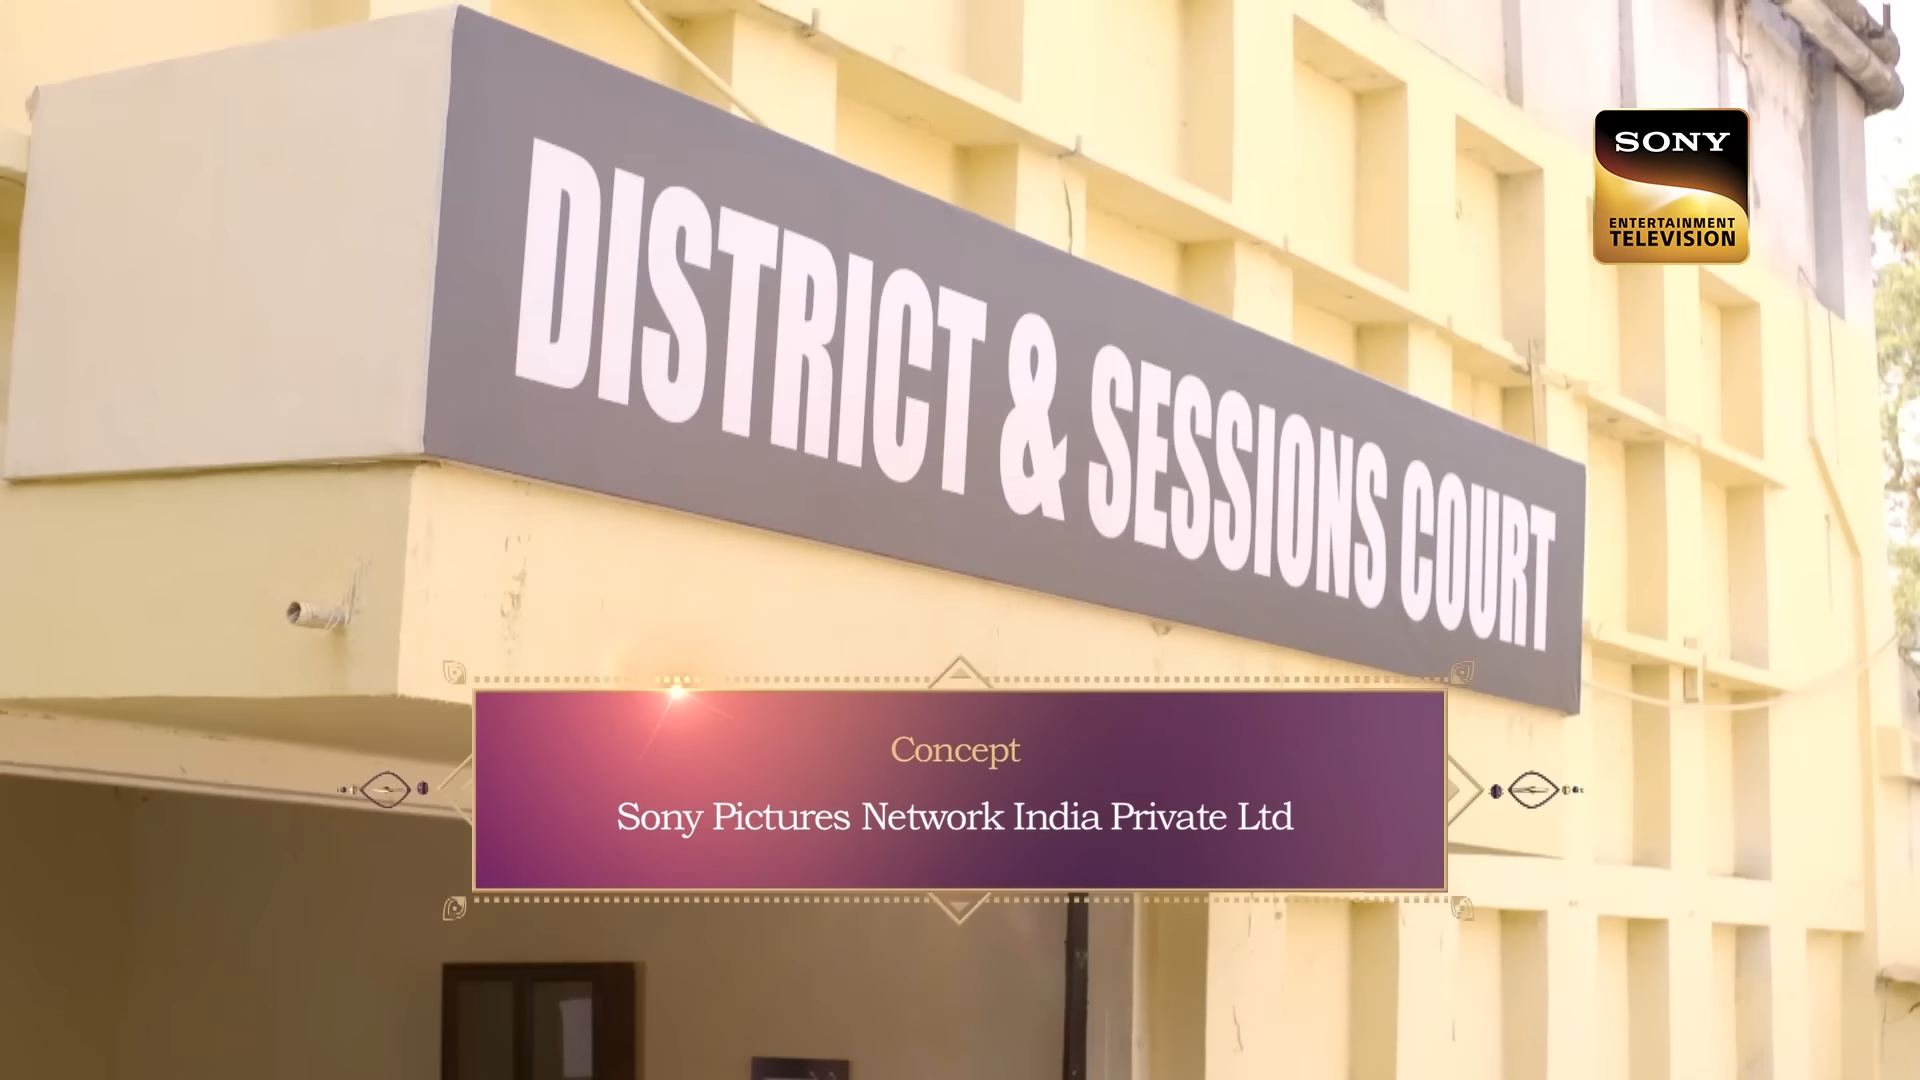 SONY
ENTERTAINMENT
TELEVISION
DISTRICT & SESSIONS COURT
Concept
Sony Pictures Network India Private Ltd